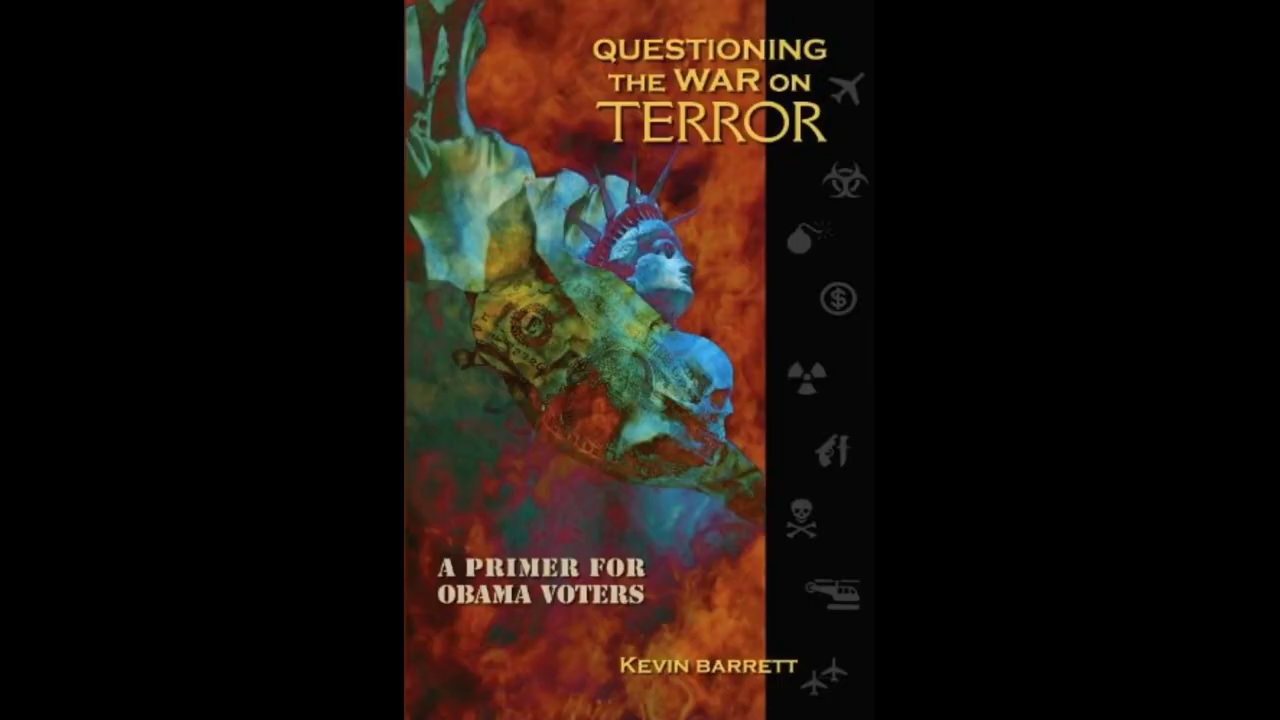 QUESTIONING
THE WAR ON
TERROR
A PRIMER FOR
OBAMA VOTERS
KEVIN BARRETT